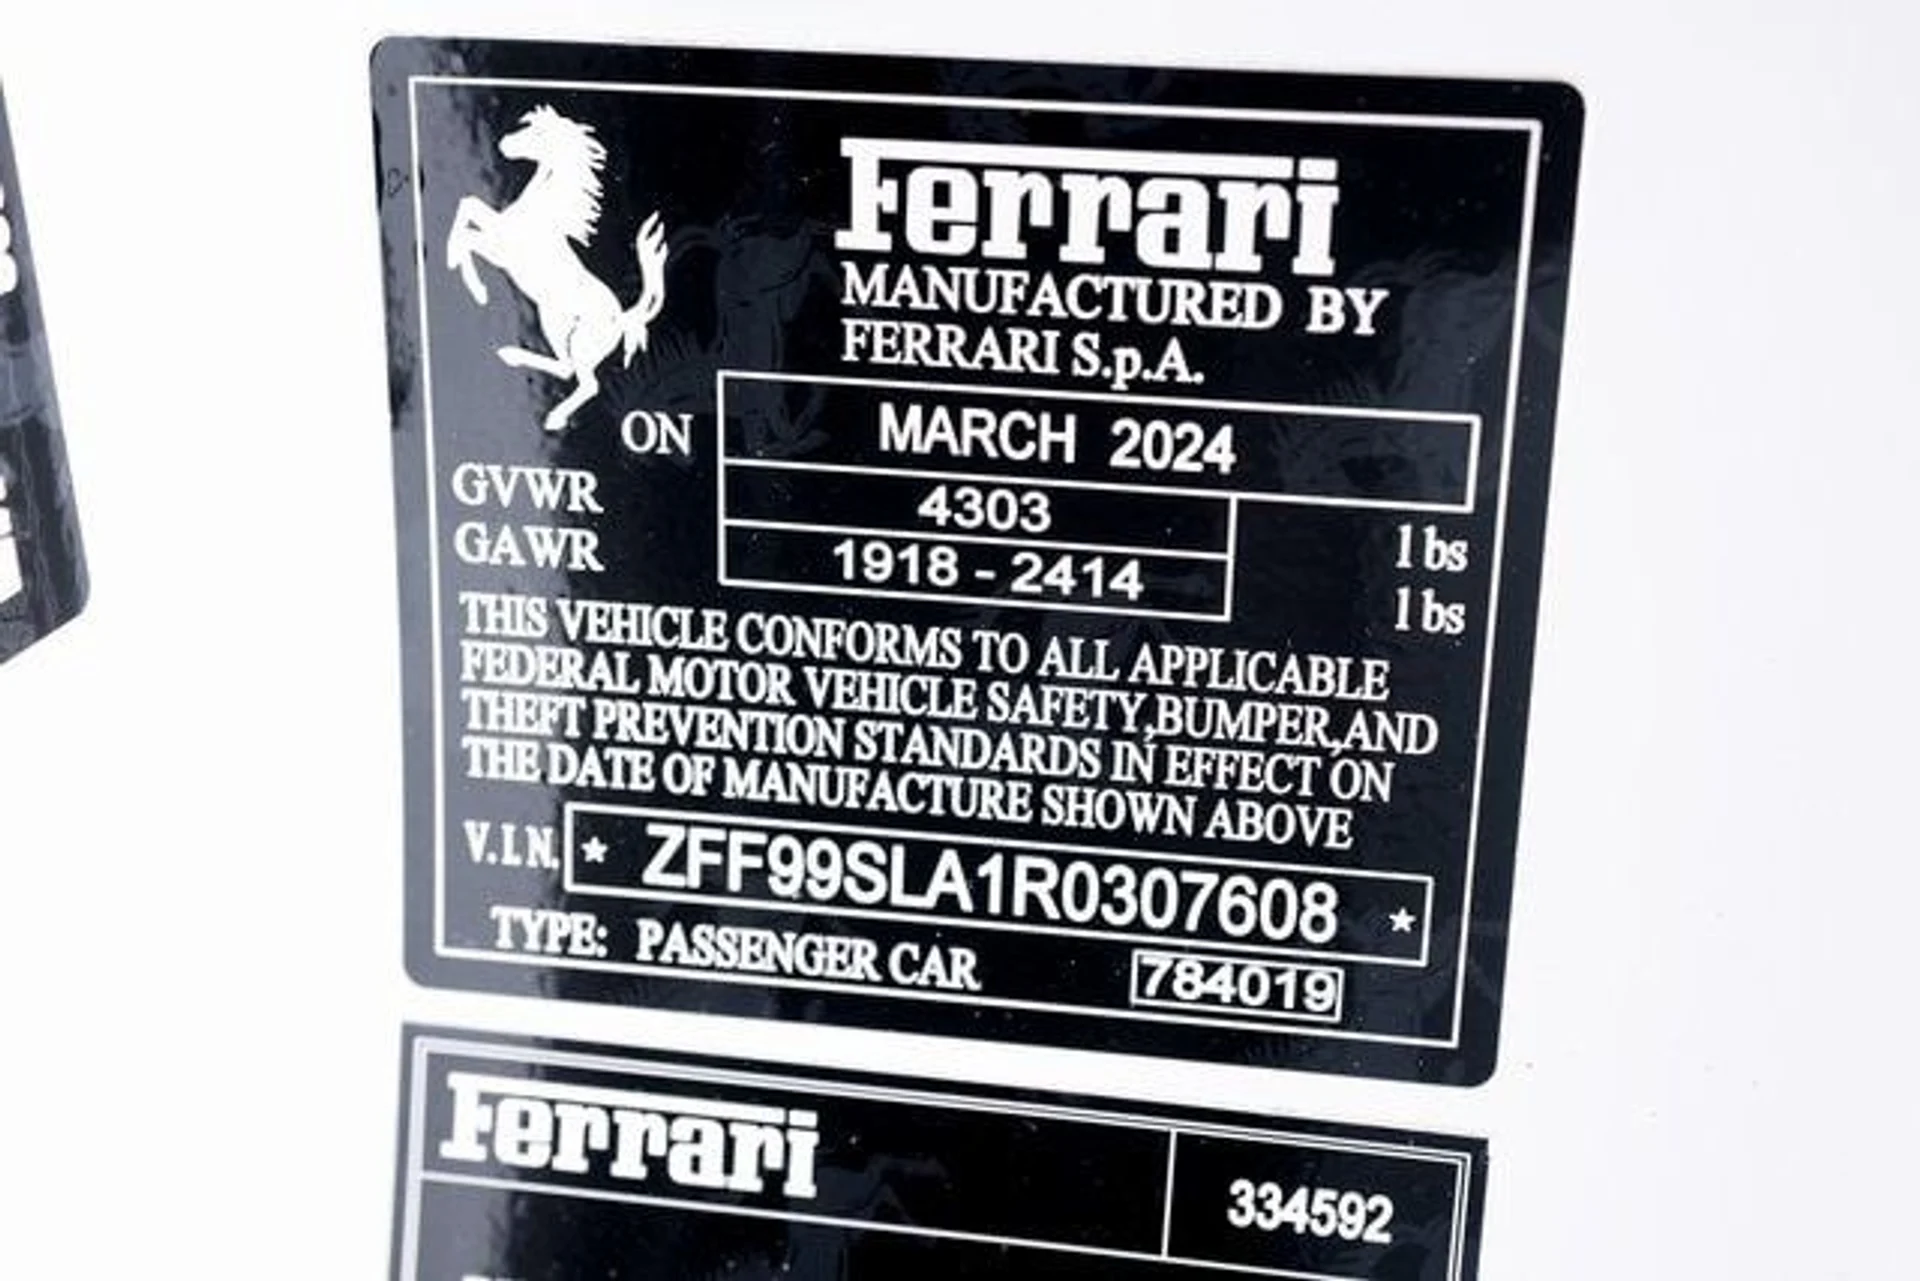 Ferrari
MANUFACTURED BY
FERRARI S.p.A.
ON MARCH 2024
GVWR 4303 lbs
GAWR 1918 - 2414 lbs
THIS VEHICLE CONFORMS TO ALL APPLICABLE
FEDERAL MOTOR VEHICLE SAFETY,BUMPER,AND
THEFT PREVENTION STANDARDS IN EFFECT ON
THE DATE OF MANUFACTURE SHOWN ABOVE
V.I.N. * ZFF99SLA1R0307608 *
TYPE: PASSENGER CAR 784019
Ferrari 334592